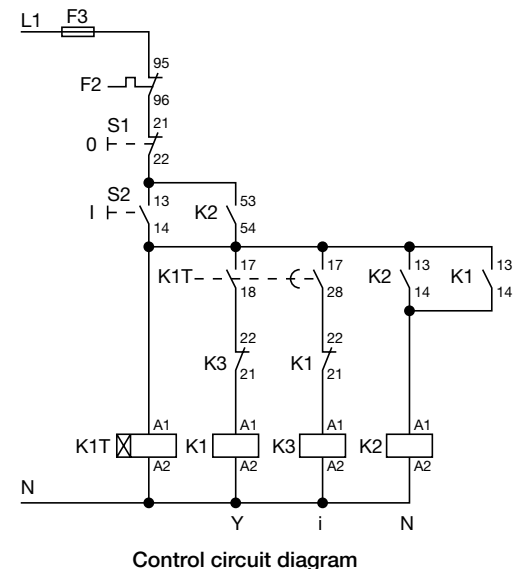 L1 F3
95
F2
96
S1 21
0
22
S2 13 53
I K2
14 54
17 17 13 13
K1T K2 K1
18 28 14 14
22 22
K3 K1
21 21
A1 A1 A1 A1
K1T K1 K3 K2
A2 A2 A2 A2
N
Y i N
Control circuit diagram